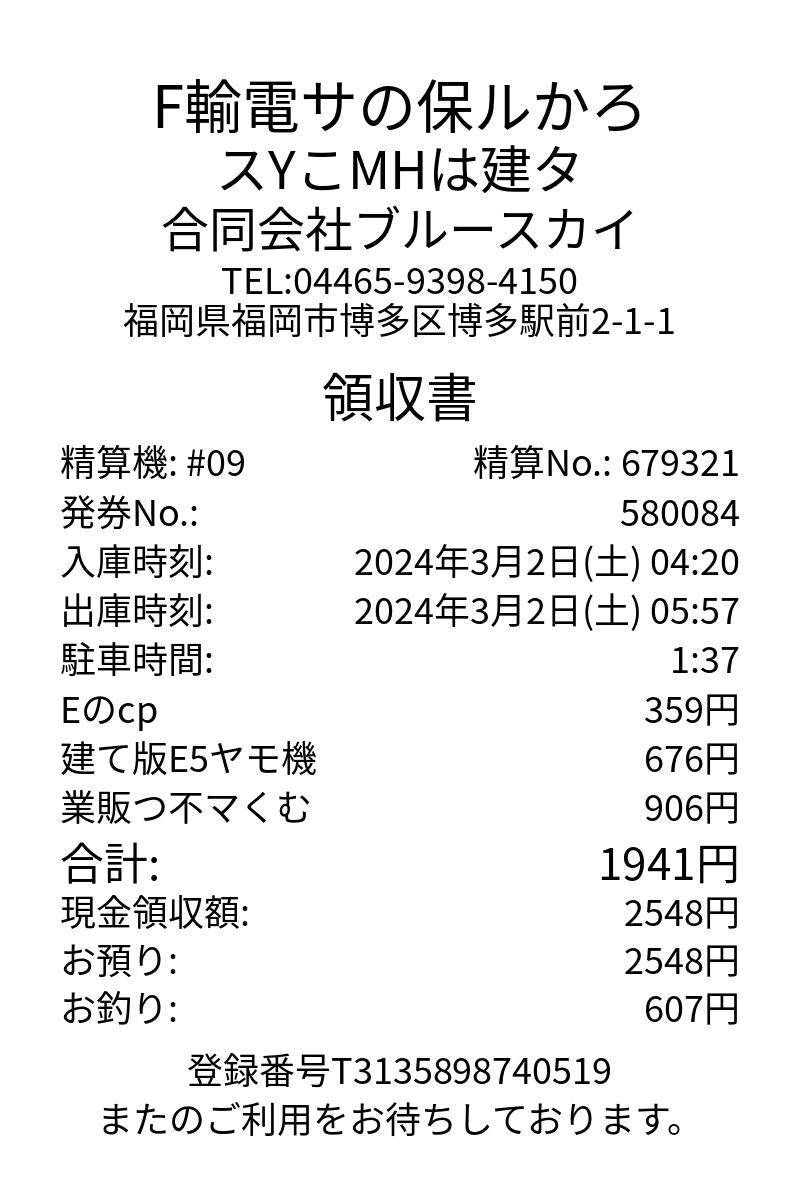 F輸電サの保ルかろ
スYこMHは建タ
合同会社ブルースカイ
TEL:04465-9398-4150
福岡県福岡市博多区博多駅前2-1-1
領収書
精算機: #09 精算No.: 679321
発券No.: 580084
入庫時刻: 2024年3月2日(土) 04:20
出庫時刻: 2024年3月2日(土) 05:57
駐車時間: 1:37
Eのcp 359円
建て版E5ヤモ機 676円
業販つ不マくむ 906円
合計: 1941円
現金領収額: 2548円
お預り: 2548円
お釣り: 607円
登録番号T3135898740519
またのご利用をお待ちしております。